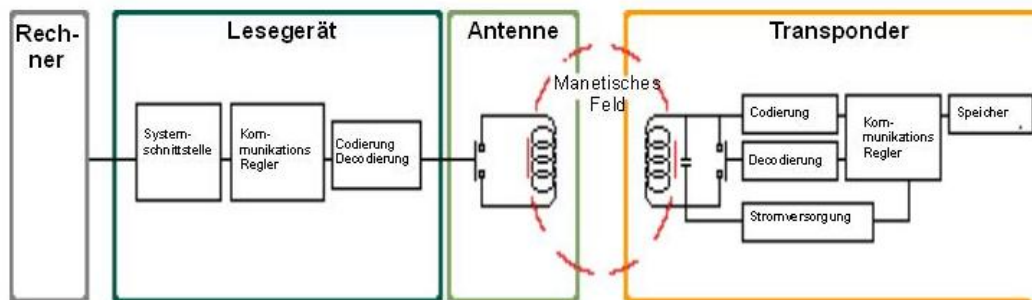 Rech-
ner
Lesegerät
Antenne
Transponder
Manetisches
Feld
System-
schnittstelle
Kom-
munikations
Regler
Codierung
Decodierung
Codierung
Decodierung
Stromversorgung
Kom-
munikations
Regler
Speicher